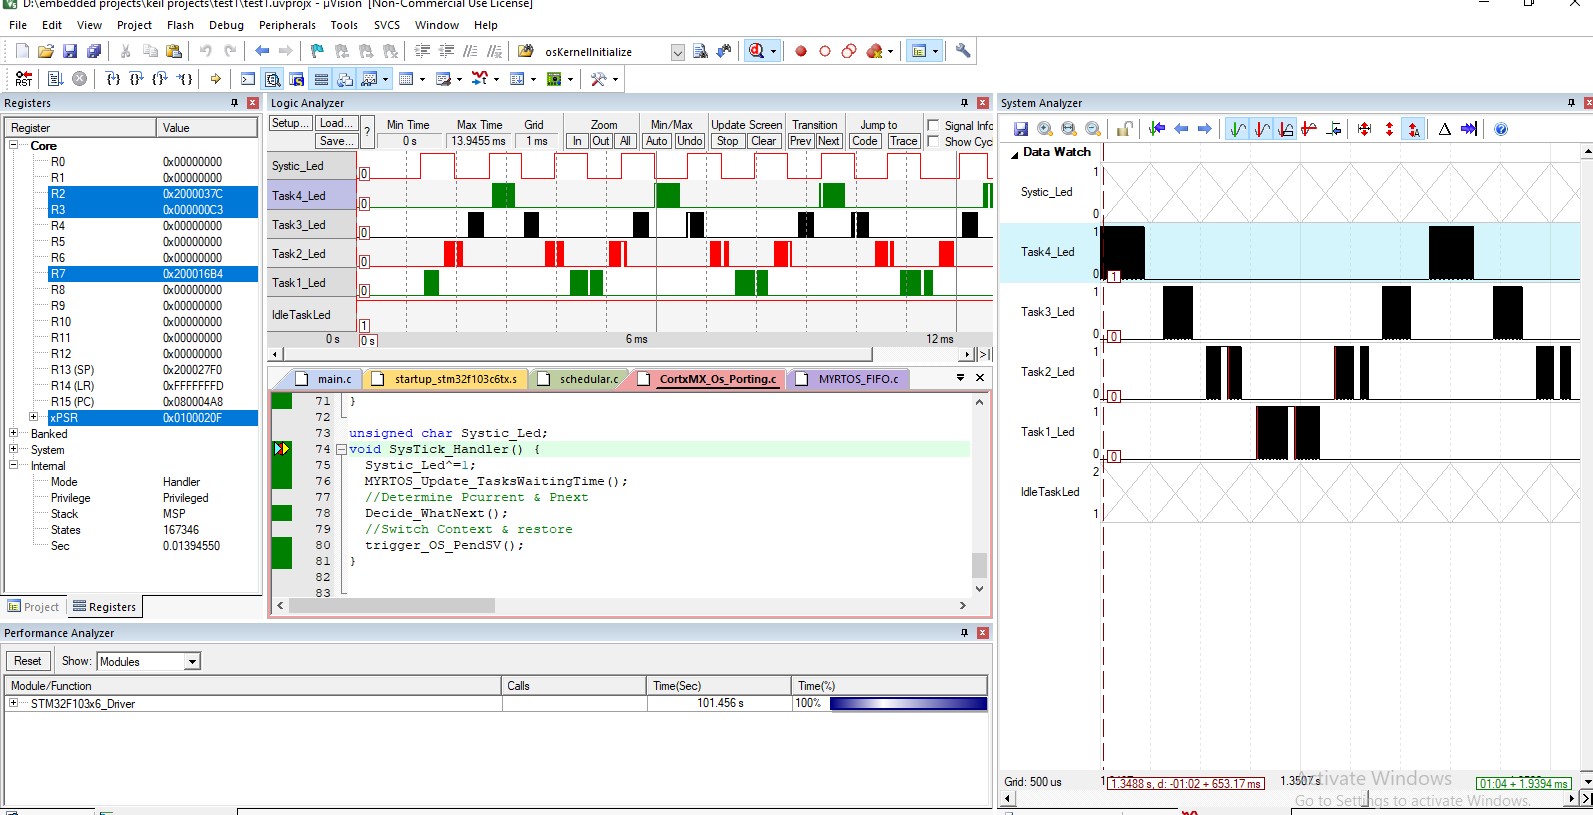 D:\embedded projects\keil projects\test1\test1.uvprojx - µVision [Non-Commercial Use License]
File Edit View Project Flash Debug Peripherals Tools SVCS Window Help
osKernelInitialize
RST
Registers
Register Value
Core
R0 0x00000000
R1 0x00000000
R2 0x2000037C
R3 0x000000C3
R4 0x00000000
R5 0x00000000
R6 0x00000000
R7 0x200016B4
R8 0x00000000
R9 0x00000000
R10 0x00000000
R11 0x00000000
R12 0x00000000
R13 (SP) 0x200027F0
R14 (LR) 0xFFFFFFFD
R15 (PC) 0x080004A8
xPSR 0x0100020F
Banked
System
Internal
Mode Handler
Privilege Privileged
Stack MSP
States 167346
Sec 0.01394550
Project Registers
Logic Analyzer
Setup... Load... Save... ?
Min Time Max Time Grid Zoom Min/Max Update Screen Transition Jump to Signal Info
0 s 13.9455 ms 1 ms In Out All Auto Undo Stop Clear Prev Next Code Trace Show Cycl
Systic_Led 0
Task4_Led 0
Task3_Led 0
Task2_Led 0
Task1_Led 0
IdleTaskLed 1
0 s 0 s 6 ms 12 ms
main.c startup_stm32f103c6tx.s schedular.c CortxMX_Os_Porting.c MYRTOS_FIFO.c
71 }
72
73 unsigned char Systic_Led;
74 void SysTick_Handler() {
75 Systic_Led^=1;
76 MYRTOS_Update_TasksWaitingTime();
77 //Determine Pcurrent & Pnext
78 Decide_WhatNext();
79 //Switch Context & restore
80 trigger_OS_PendSV();
81 }
82
83
Performance Analyzer
Reset Show: Modules
Module/Function Calls Time(Sec) Time(%)
STM32F103x6_Driver 101.456 s 100%
System Analyzer
Data Watch
Systic_Led 1 0
Task4_Led 1 0 1
Task3_Led 1 0 0
Task2_Led 1 0 0
Task1_Led 1 0 0
IdleTaskLed 2 1
Grid: 500 us 1.3488 s, d: -01:02 + 653.17 ms 1.3507 s 01:04 + 1.9394 ms
Activate Windows
Go to Settings to activate Windows.